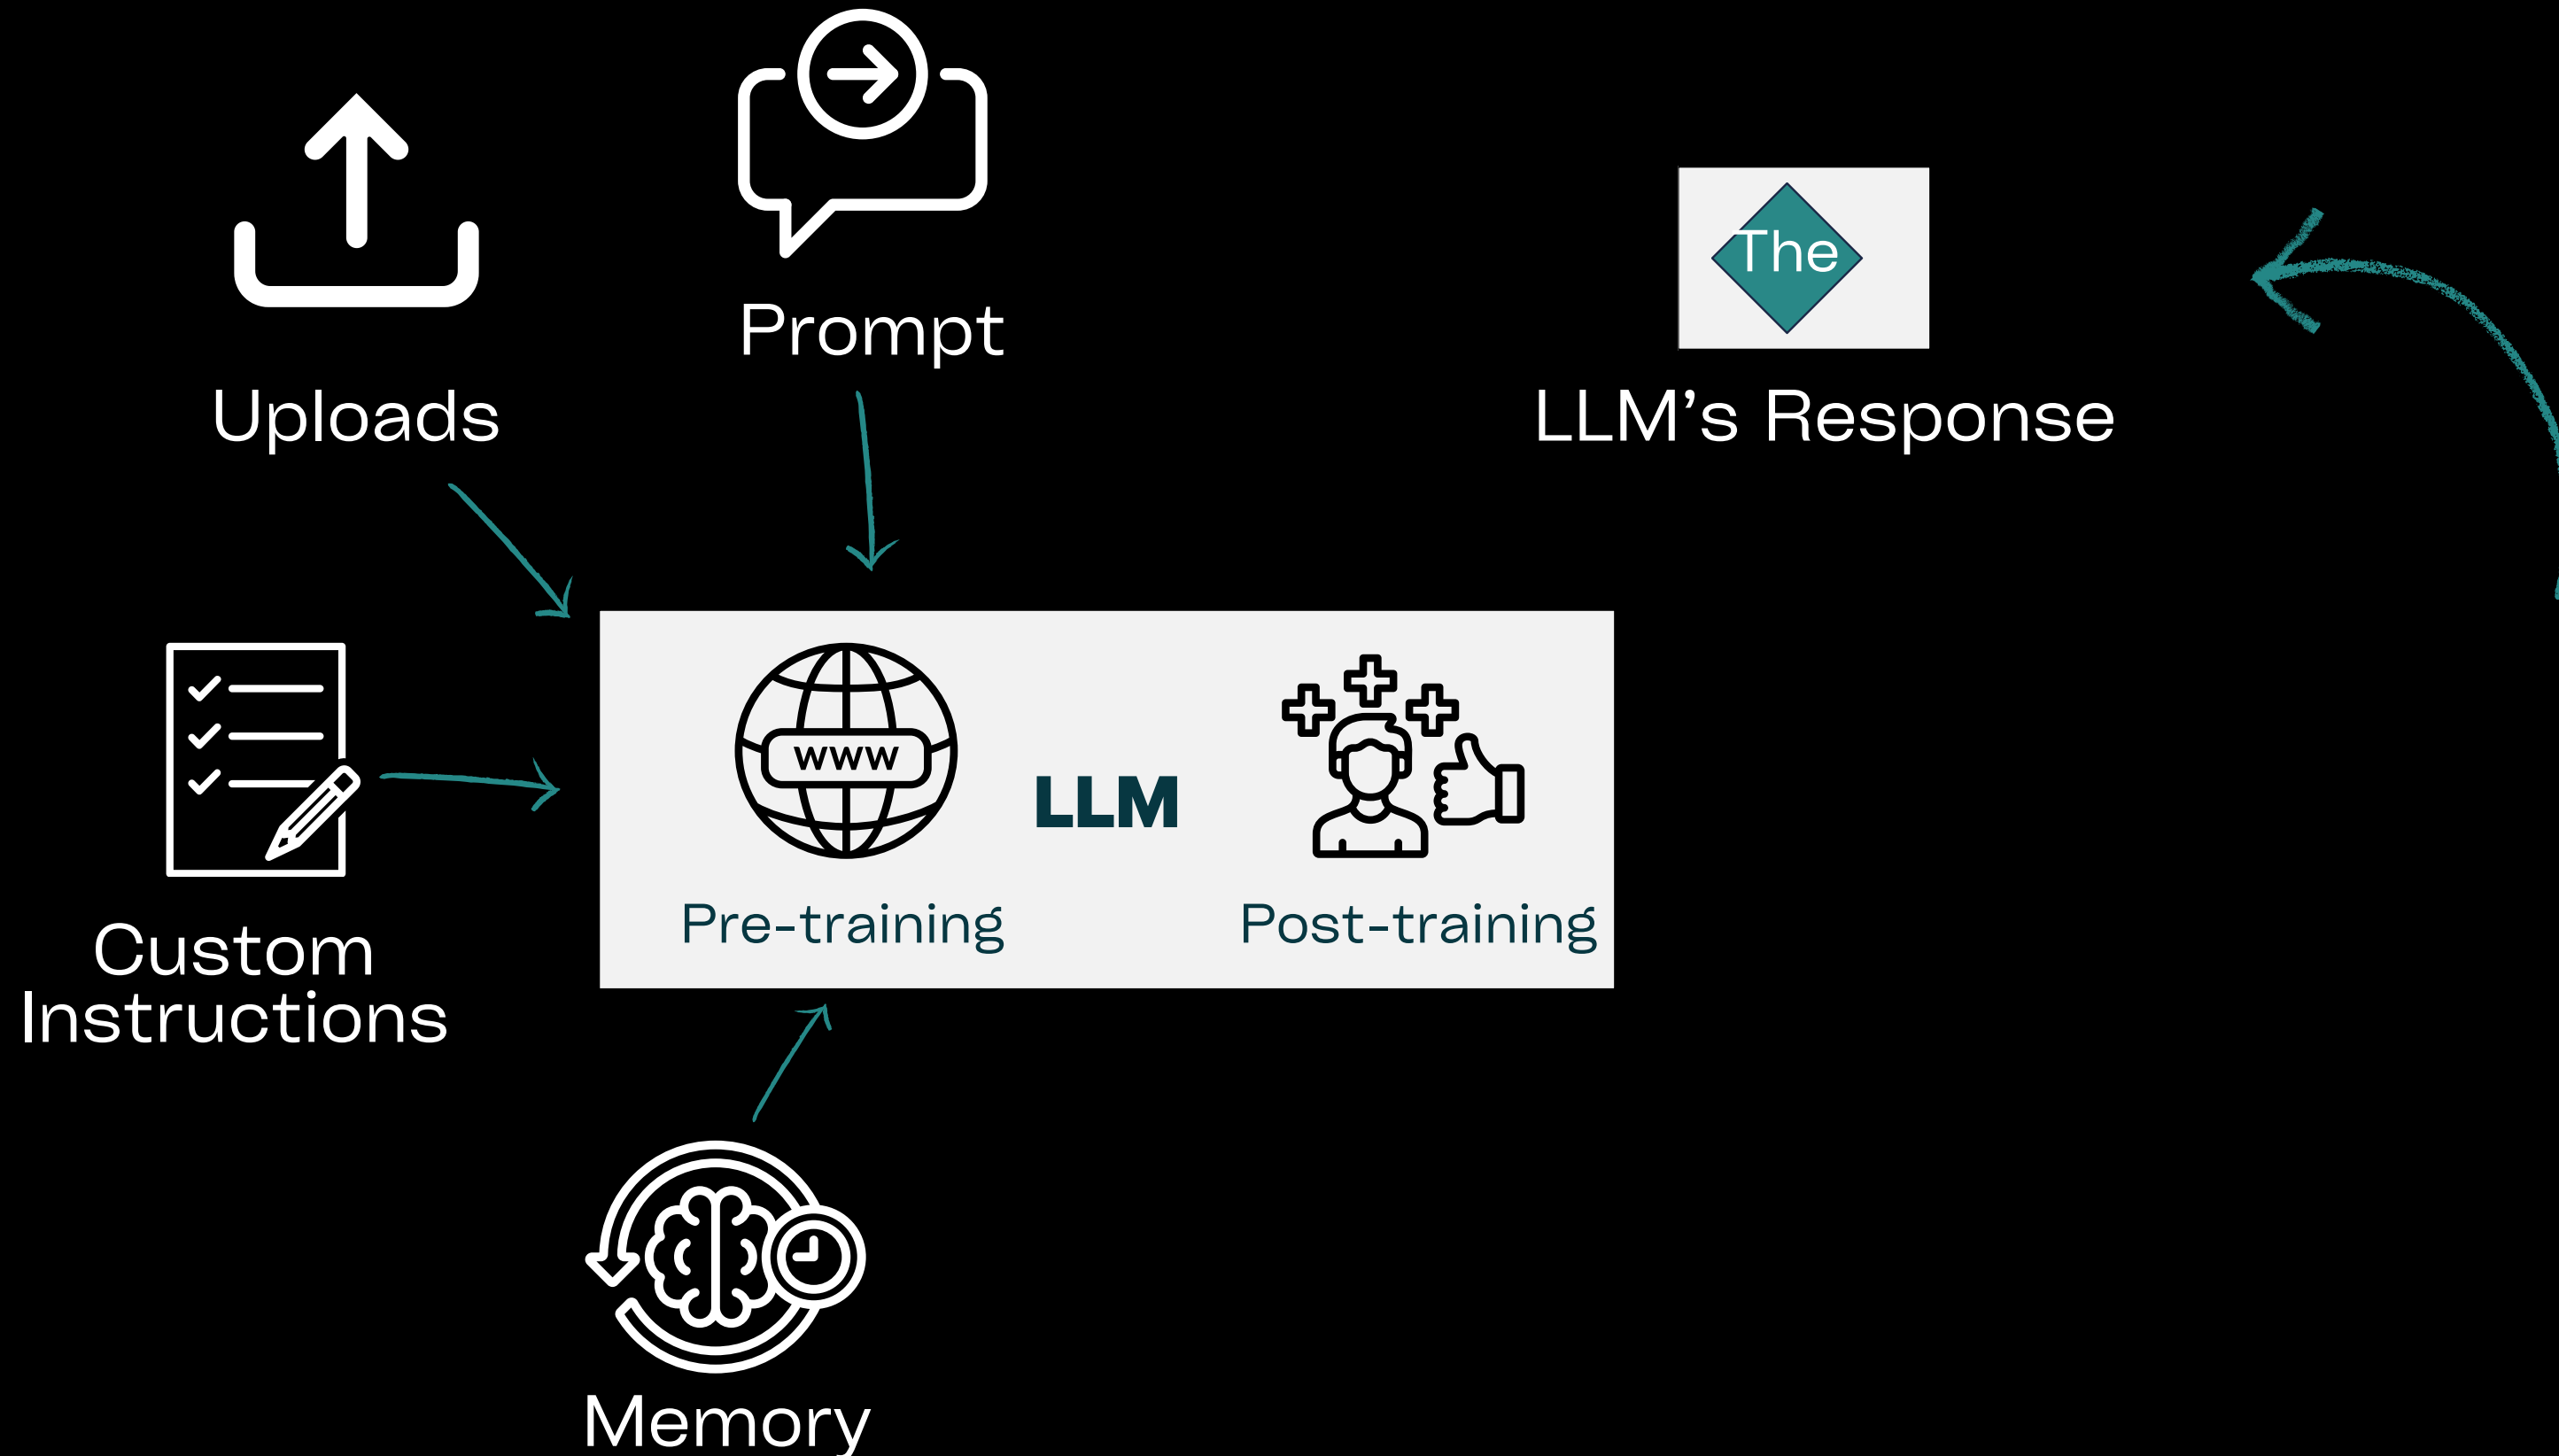 Prompt
Uploads
The
LLM’s Response
www
LLM
Pre-training
Post-training
Custom
Instructions
Memory